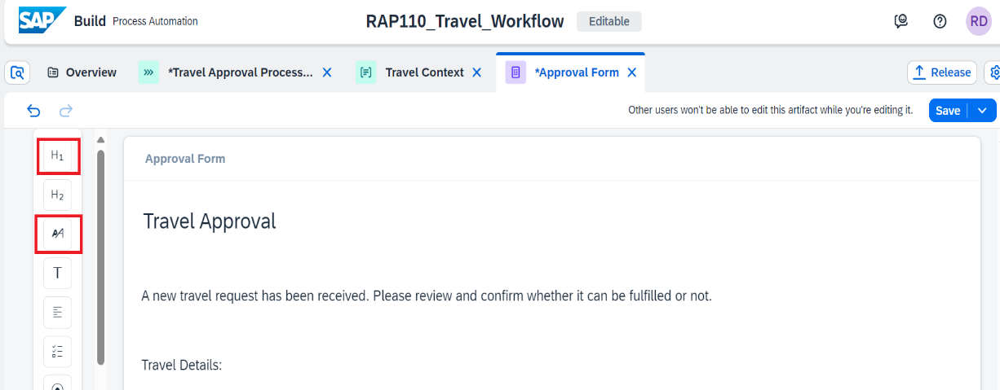 SAP Build Process Automation
RAP110_Travel_Workflow Editable
RD
Overview
*Travel Approval Process...
Travel Context
*Approval Form
Release
Other users won't be able to edit this artifact while you're editing it.
Save
H1
H2
AA
T
Approval Form
Travel Approval
A new travel request has been received. Please review and confirm whether it can be fulfilled or not.
Travel Details: